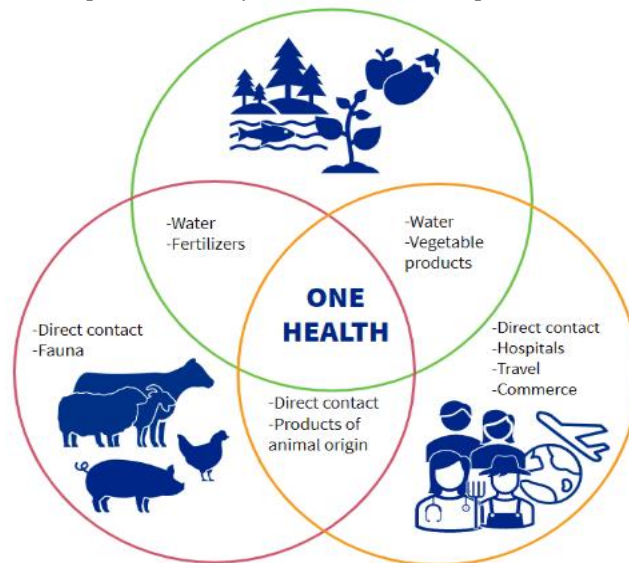 -Water
-Fertilizers
-Water
-Vegetable
products
ONE
HEALTH
-Direct contact
-Fauna
-Direct contact
-Hospitals
-Travel
-Commerce
-Direct contact
-Products of
animal origin